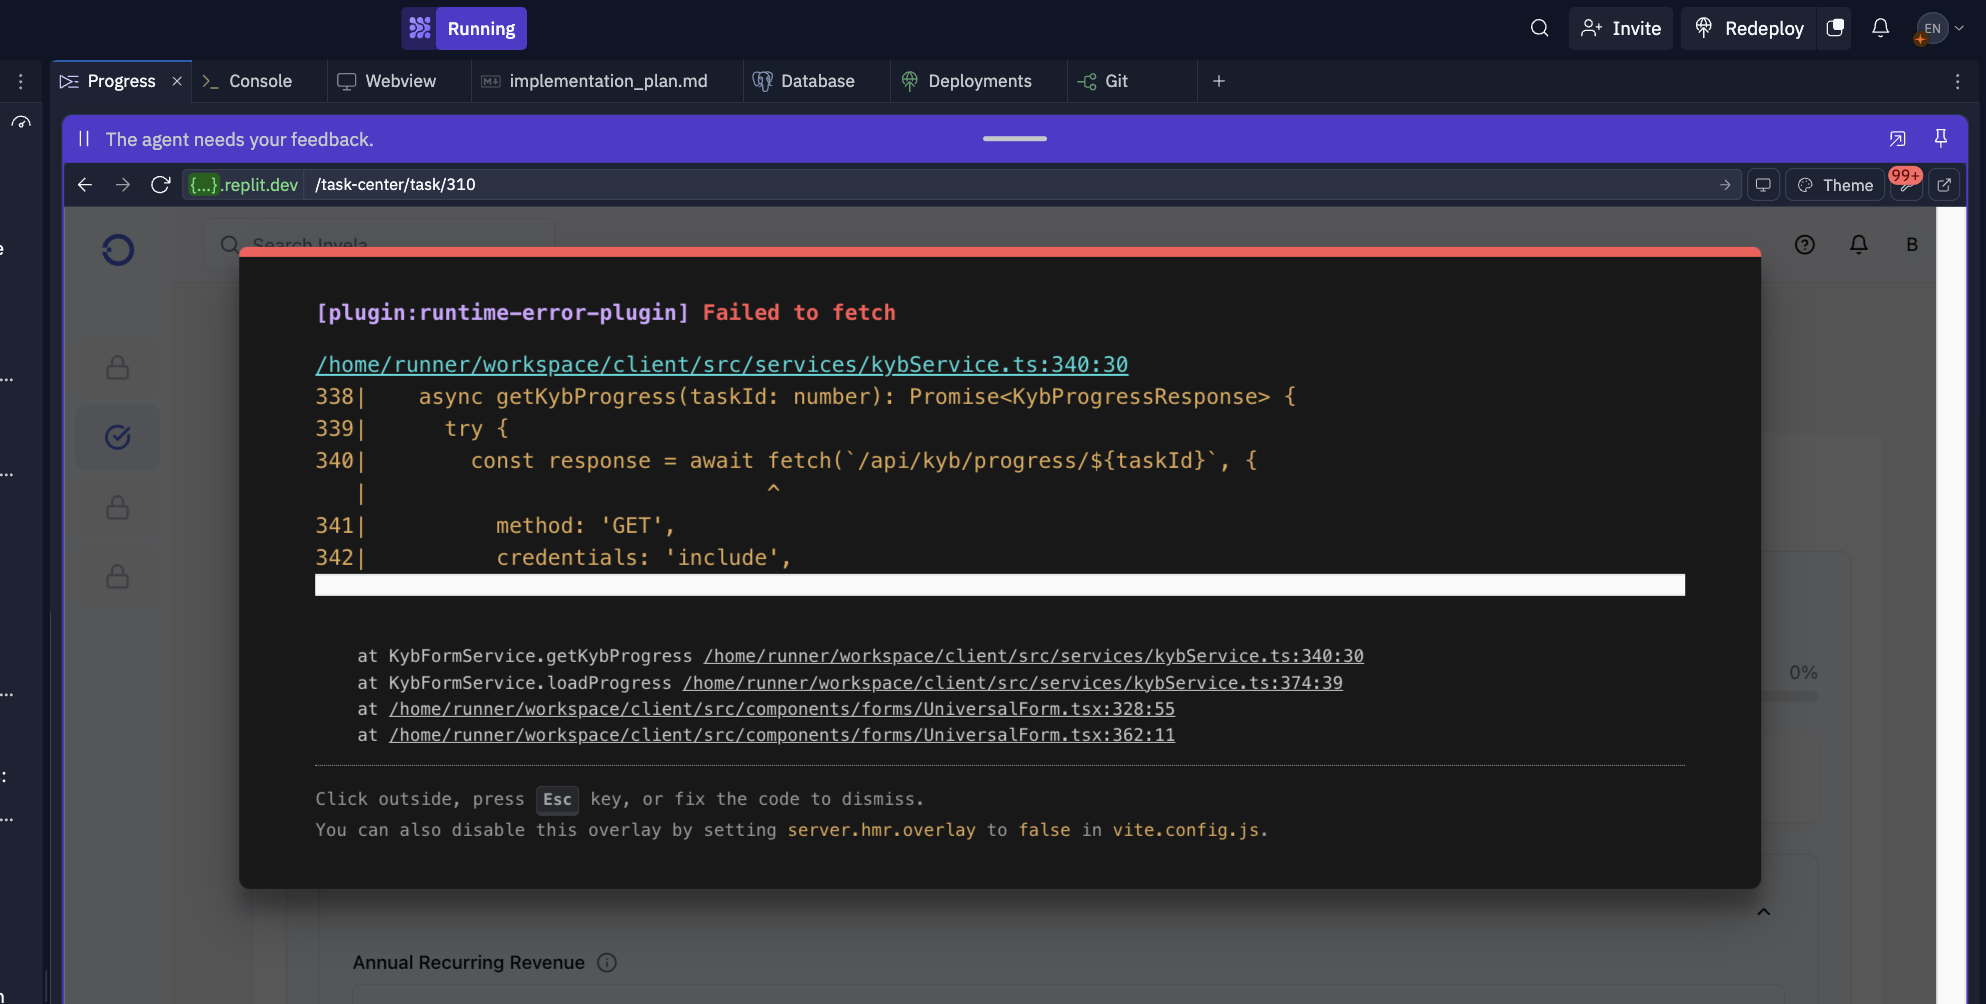 Running
Invite
Redeploy
EN
Progress
Console
Webview
implementation_plan.md
Database
Deployments
Git
The agent needs your feedback.
{...}.replit.dev
/task-center/task/310
Theme
99+
Search Invela
B
[plugin:runtime-error-plugin] Failed to fetch
/home/runner/workspace/client/src/services/kybService.ts:340:30
338|    async getKybProgress(taskId: number): Promise<KybProgressResponse> {
339|      try {
340|        const response = await fetch(`/api/kyb/progress/${taskId}`, {
   |                               ^
341|          method: 'GET',
342|          credentials: 'include',
at KybFormService.getKybProgress /home/runner/workspace/client/src/services/kybService.ts:340:30
at KybFormService.loadProgress /home/runner/workspace/client/src/services/kybService.ts:374:39
at /home/runner/workspace/client/src/components/forms/UniversalForm.tsx:328:55
at /home/runner/workspace/client/src/components/forms/UniversalForm.tsx:362:11
0%
Click outside, press Esc key, or fix the code to dismiss.
You can also disable this overlay by setting server.hmr.overlay to false in vite.config.js.
Annual Recurring Revenue